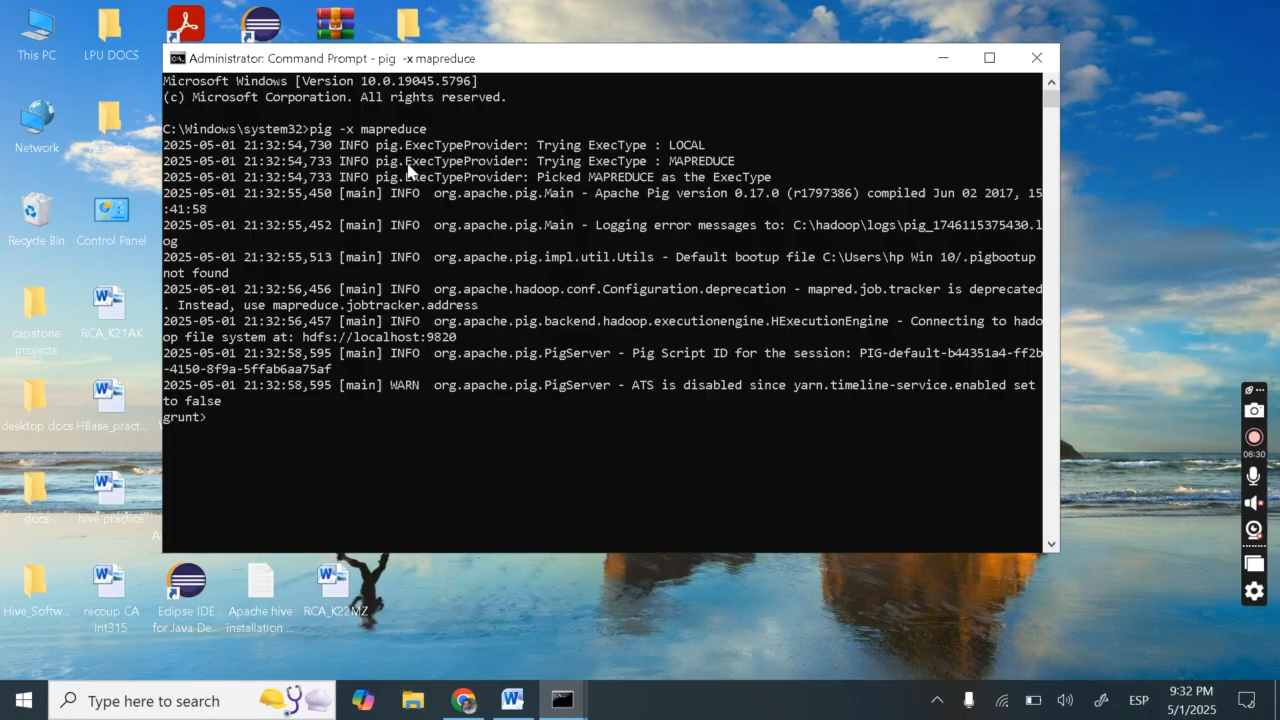 This PC
LPU DOCS
Administrator: Command Prompt - pig  -x mapreduce
Microsoft Windows [Version 10.0.19045.5796]
(c) Microsoft Corporation. All rights reserved.
C:\Windows\system32>pig -x mapreduce
2025-05-01 21:32:54,730 INFO pig.ExecTypeProvider: Trying ExecType : LOCAL
2025-05-01 21:32:54,733 INFO pig.ExecTypeProvider: Trying ExecType : MAPREDUCE
2025-05-01 21:32:54,733 INFO pig.ExecTypeProvider: Picked MAPREDUCE as the ExecType
2025-05-01 21:32:55,450 [main] INFO  org.apache.pig.Main - Apache Pig version 0.17.0 (r1797386) compiled Jun 02 2017, 15
:41:58
2025-05-01 21:32:55,452 [main] INFO  org.apache.pig.Main - Logging error messages to: C:\hadoop\logs\pig_1746115375430.l
og
2025-05-01 21:32:55,513 [main] INFO  org.apache.pig.impl.util.Utils - Default bootup file C:\Users\hp Win 10/.pigbootup
not found
2025-05-01 21:32:56,456 [main] INFO  org.apache.hadoop.conf.Configuration.deprecation - mapred.job.tracker is deprecated
. Instead, use mapreduce.jobtracker.address
2025-05-01 21:32:56,457 [main] INFO  org.apache.pig.backend.hadoop.executionengine.HExecutionEngine - Connecting to hado
op file system at: hdfs://localhost:9820
2025-05-01 21:32:58,595 [main] INFO  org.apache.pig.PigServer - Pig Script ID for the session: PIG-default-b44351a4-ff2b
-4150-8f9a-5ffab6aa75af
2025-05-01 21:32:58,595 [main] WARN  org.apache.pig.PigServer - ATS is disabled since yarn.timeline-service.enabled set
to false
grunt>
Network
Research
Recycle Bin
Control Panel
capstone
projects
RCA_K21AK
desktop docs
HBase_pract...
docs
hive practice
Hive_Softw...
recoup CA
int315
Eclipse IDE
for Java De...
Apache hive
installation ...
RCA_K22MZ
06:30
Type here to search
ESP
9:32 PM
5/1/2025